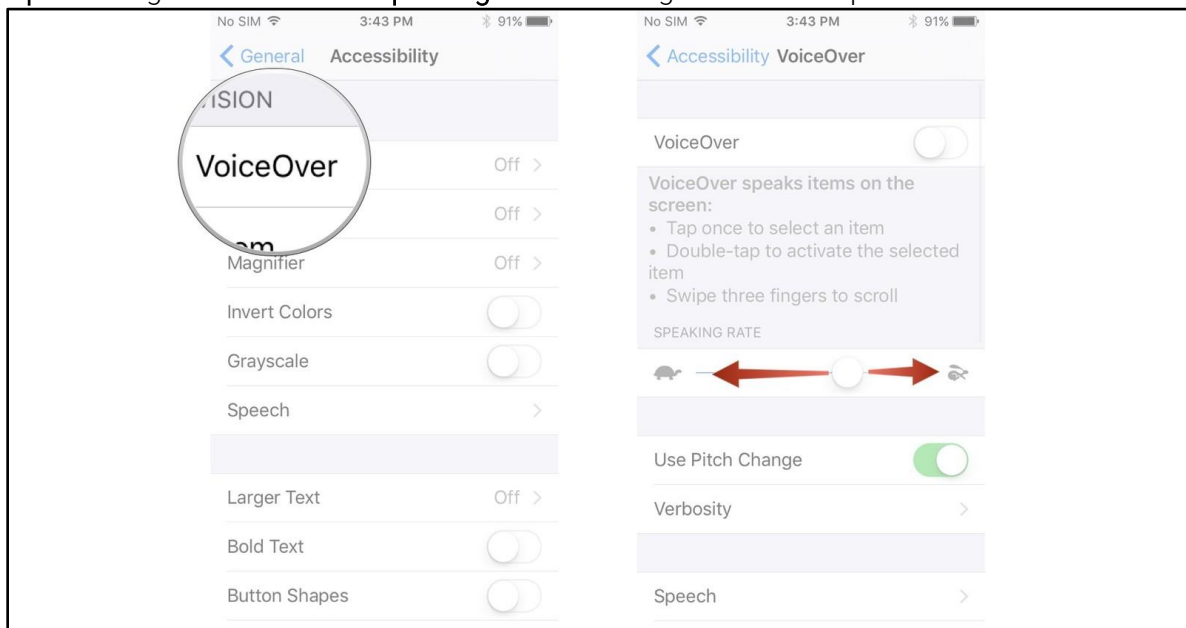 No SIM 3:43 PM 91%
General Accessibility
VISION
VoiceOver Off
Off
Magnifier Off
Invert Colors
Grayscale
Speech
Larger Text Off
Bold Text
Button Shapes
No SIM 3:43 PM 91%
Accessibility VoiceOver
VoiceOver
VoiceOver speaks items on the
screen:
• Tap once to select an item
• Double-tap to activate the selected
item
• Swipe three fingers to scroll
SPEAKING RATE
Use Pitch Change
Verbosity
Speech